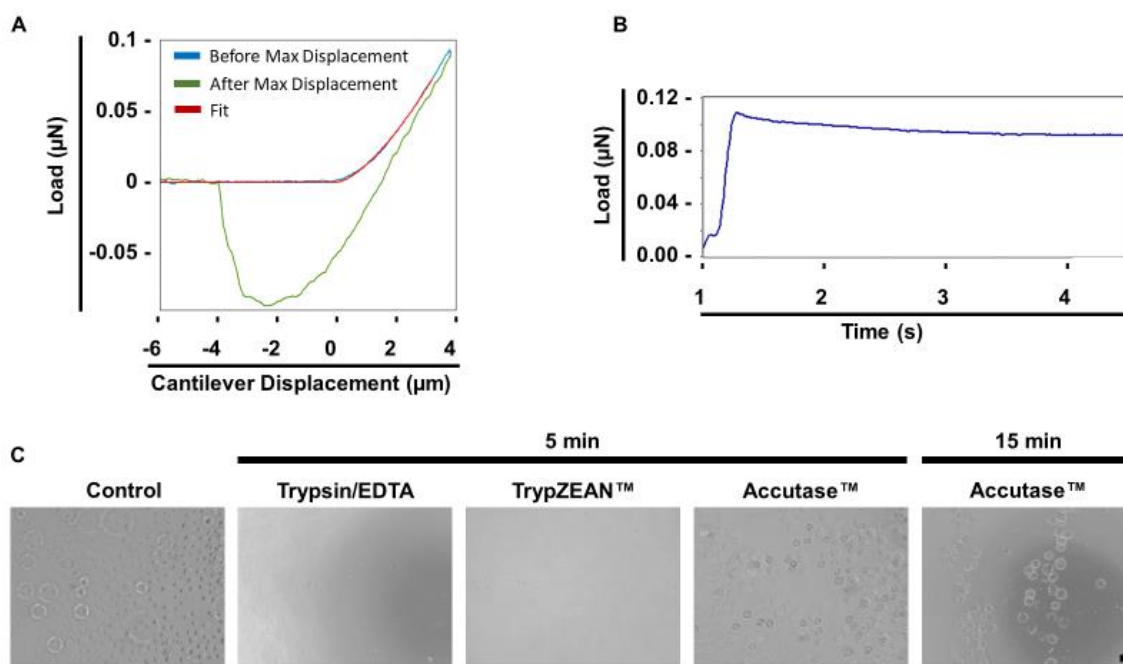 A
0.1 -
0.05 -
0 -
-0.05 -
Load (µN)
Before Max Displacement
After Max Displacement
Fit
-6 -4 -2 0 2 4
Cantilever Displacement (µm)
B
0.12 -
0.08 -
0.04 -
0.00 -
Load (µN)
1 2 3 4
Time (s)
C
5 min 15 min
Control Trypsin/EDTA TrypZEAN™ Accutase™ Accutase™